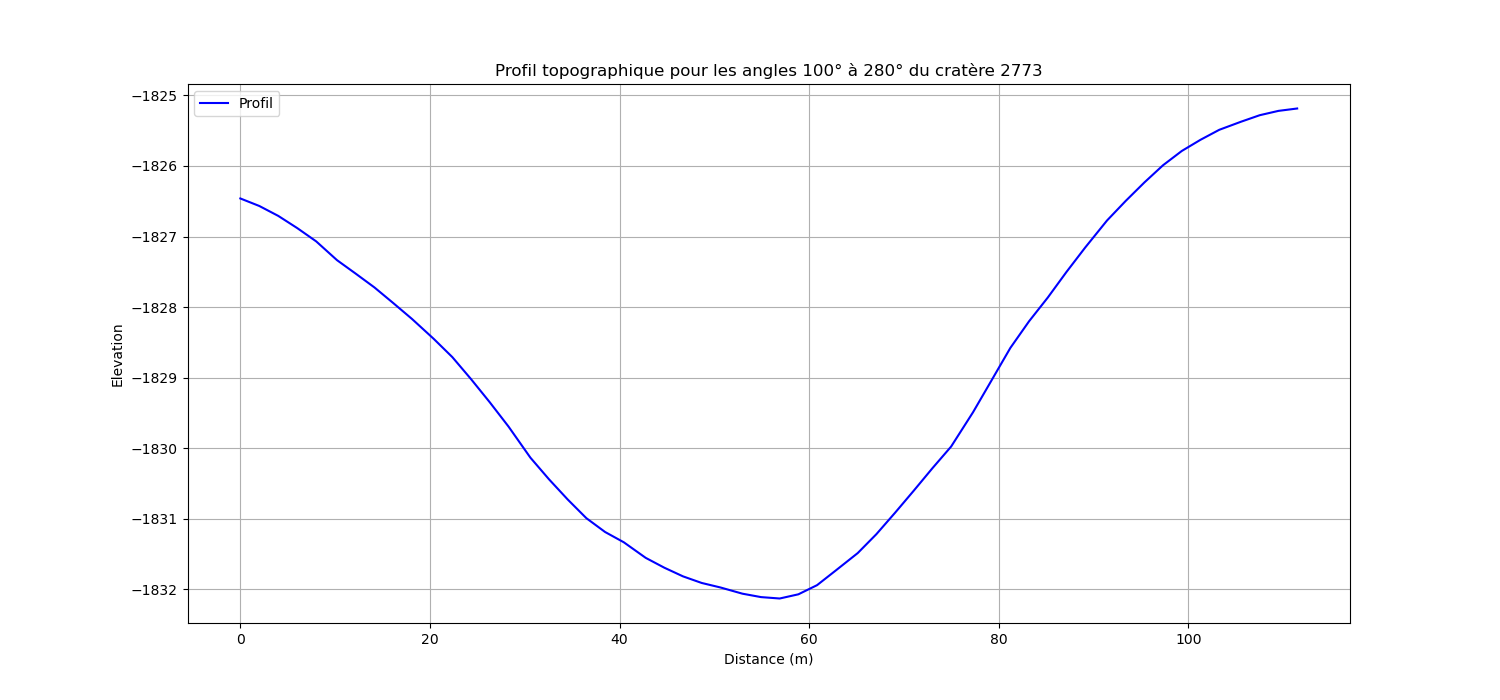 Profil topographique pour les angles 100° à 280° du cratère 2773
Profil
−1825
−1826
−1827
−1828
−1829
−1830
−1831
−1832
Elevation
0 20 40 60 80 100
Distance (m)